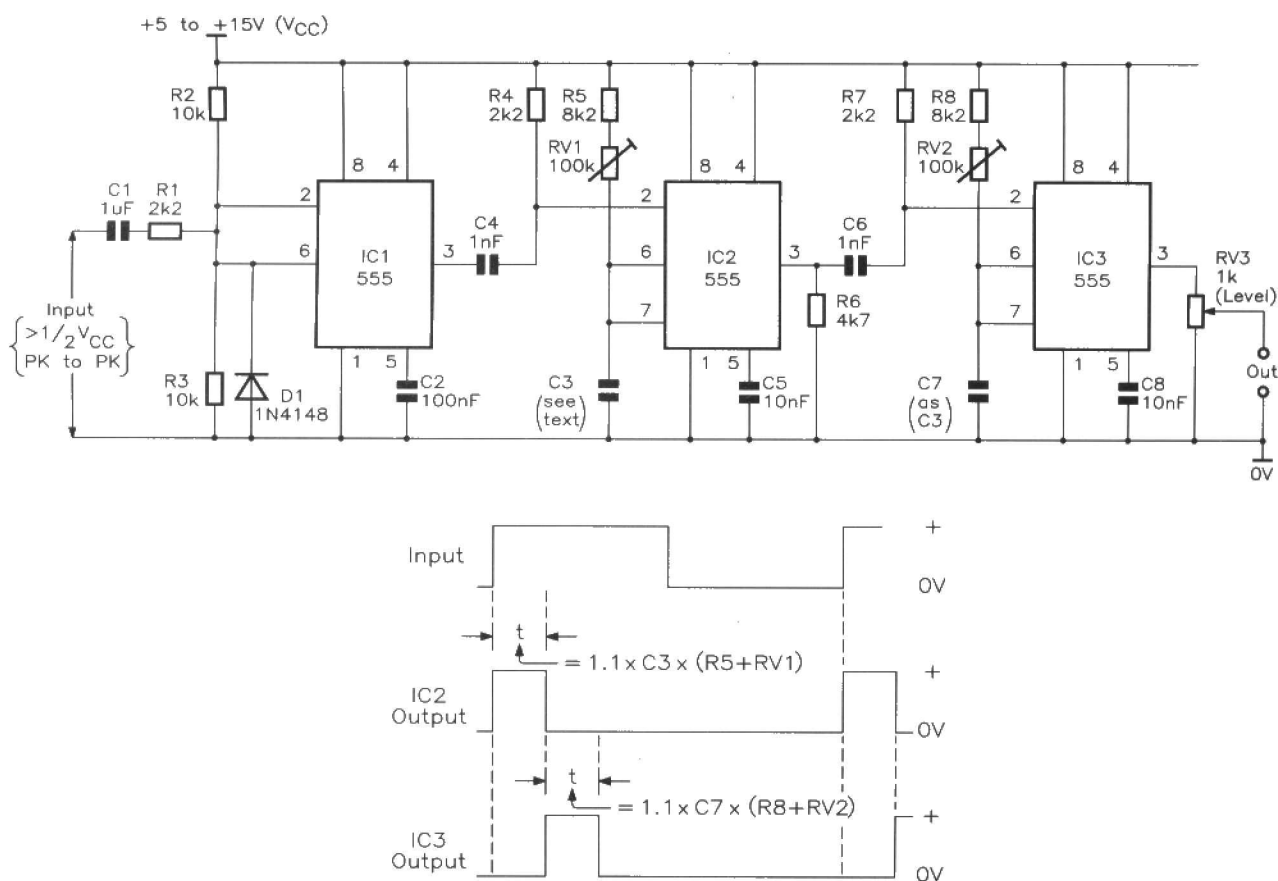 +5 to +15V (VCC)
R2
10k
R4
2k2
R5
8k2
R7
2k2
R8
8k2
RV1
100k
RV2
100k
8 4
8 4
8 4
C1
1uF
R1
2k2
2
6
IC1
555
3
C4
1nF
2
6
7
IC2
555
3
C6
1nF
2
6
7
IC3
555
3
RV3
1k
(Level)
Input
{>1/2VCC}
PK to PK
R3
10k
D1
1N4148
1 5
C2
100nF
C3
(see
text)
1 5
C5
10nF
R6
4k7
C7
(as
C3)
1 5
C8
10nF
Out
0V
Input
+
0V
t
= 1.1 x C3 x (R5+RV1)
IC2
Output
+
0V
t
= 1.1 x C7 x (R8+RV2)
IC3
Output
+
0V